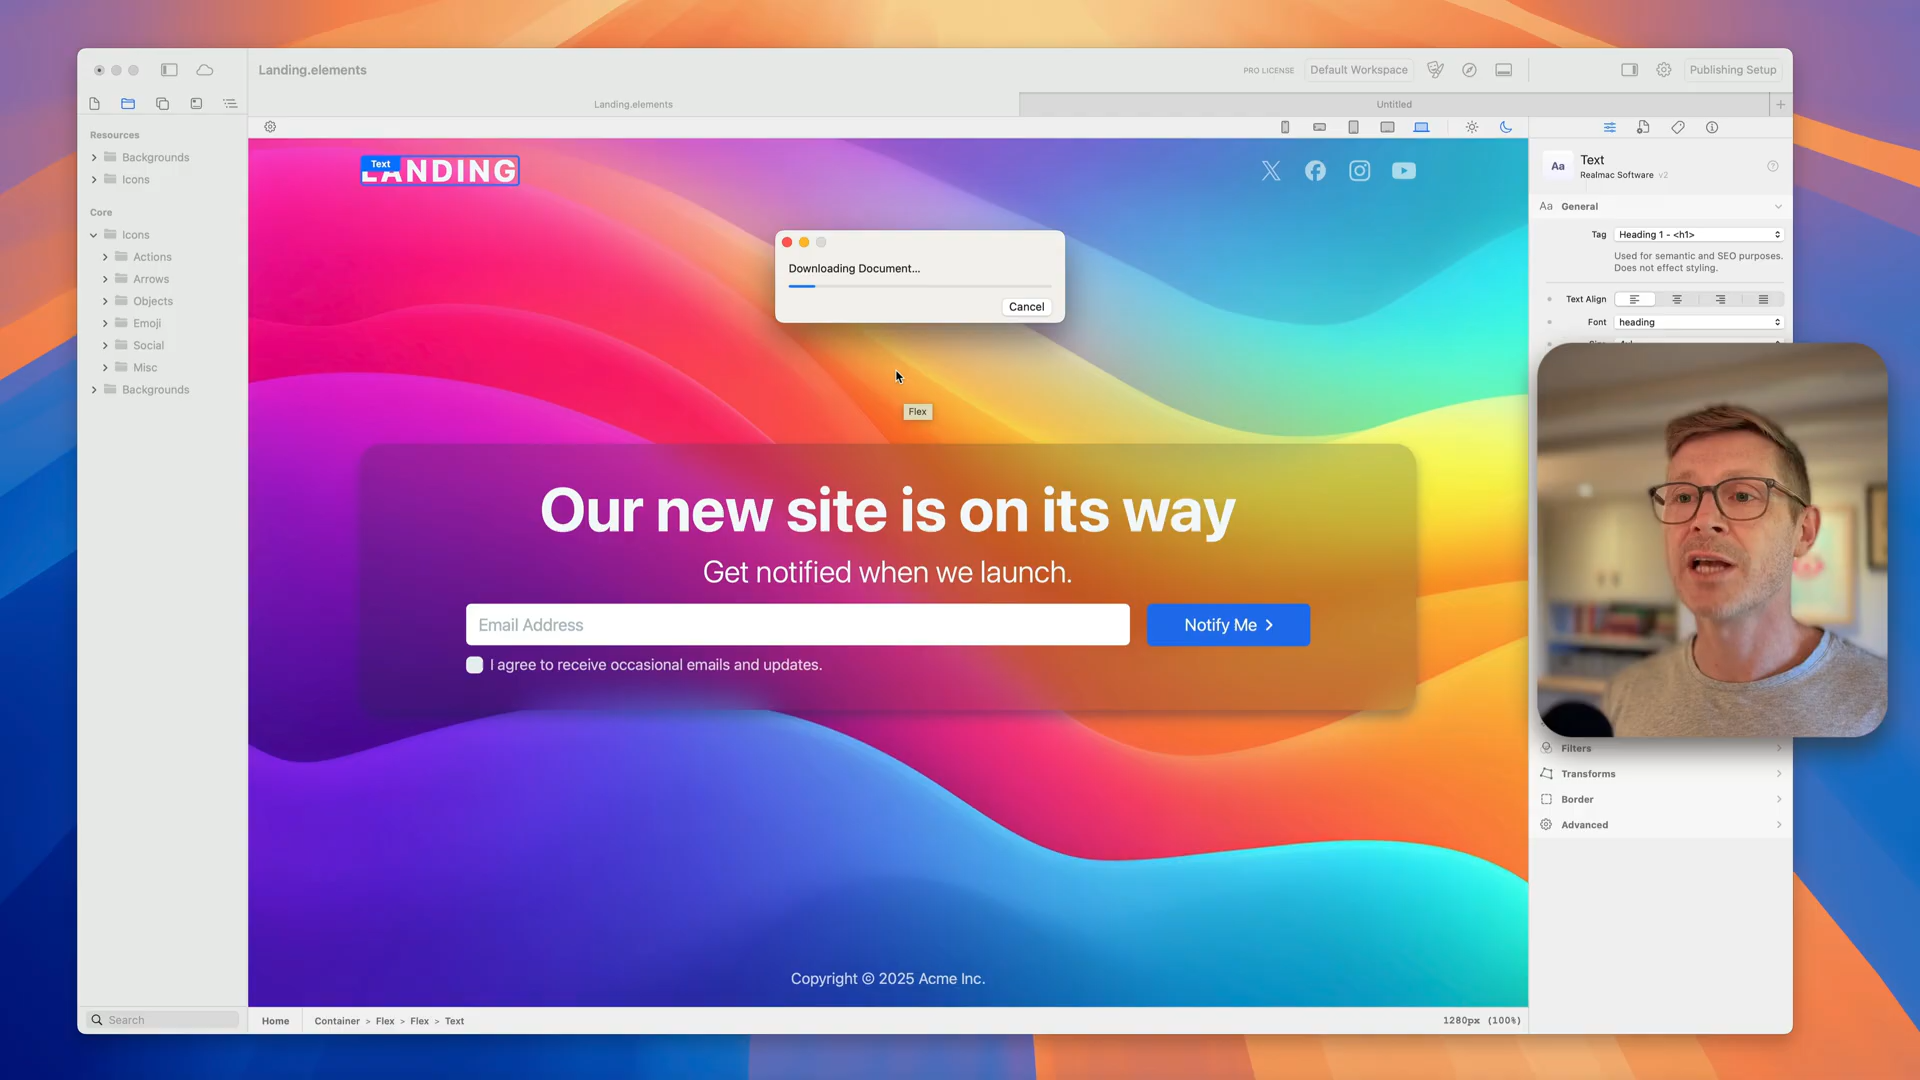 Landing.elements
PRO LICENSE
Default Workspace
Publishing Setup
Landing.elements
Untitled
Resources
Backgrounds
Icons
Core
Icons
Actions
Arrows
Objects
Emoji
Social
Misc
Backgrounds
Search
Text
LANDING
Downloading Document...
Cancel
Flex
Our new site is on its way
Get notified when we launch.
Email Address
Notify Me
I agree to receive occasional emails and updates.
Copyright © 2025 Acme Inc.
Home
Container > Flex > Flex > Text
1280px (100%)
Aa
Text
Realmac Software v2
Aa General
Tag
Heading 1 - <h1>
Used for semantic and SEO purposes.
Does not effect styling.
Text Align
Font
heading
Filters
Transforms
Border
Advanced